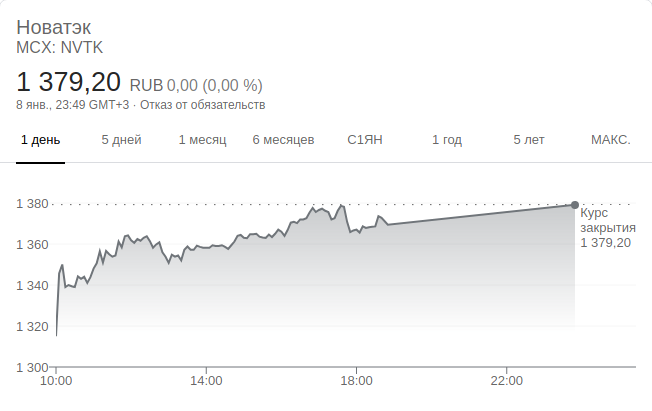 Новатэк
MCX: NVTK
1 379,20 RUB 0,00 (0,00 %)
8 янв., 23:49 GMT+3 · Отказ от обязательств
1 день 5 дней 1 месяц 6 месяцев С1ЯН 1 год 5 лет МАКС.
1 380
Курс
закрытия
1 379,20
1 360
1 340
1 320
1 300
10:00 14:00 18:00 22:00